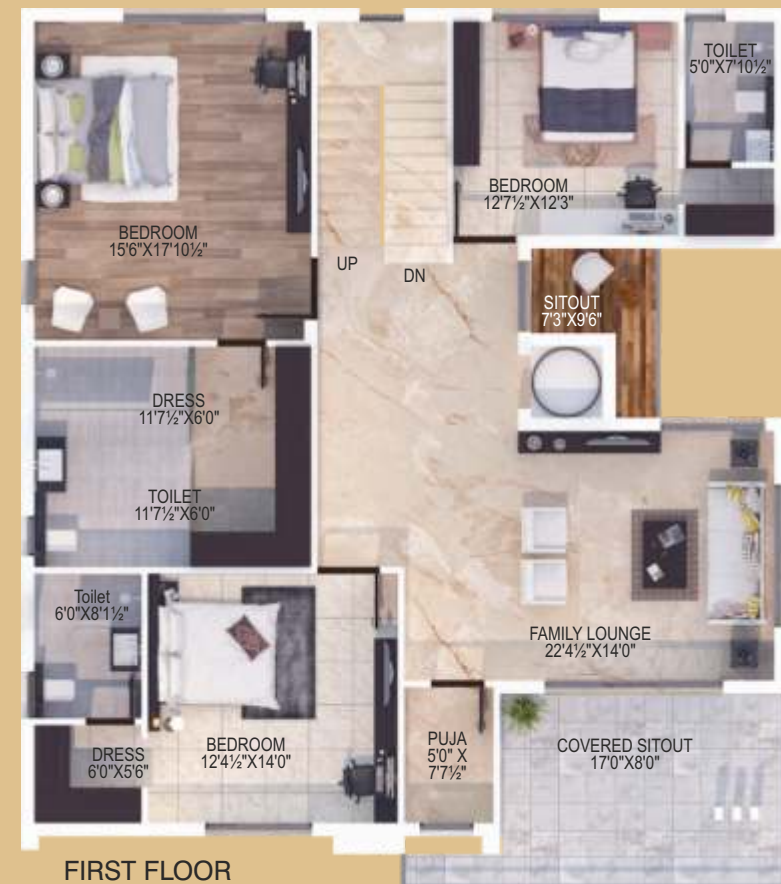 TOILET
5'0"X7'10½"
BEDROOM
12'7½"X12'3"
BEDROOM
15'6"X17'10½"
UP
DN
SITOUT
7'3"X9'6"
DRESS
11'7½"X6'0"
TOILET
11'7½"X6'0"
Toilet
6'0"X8'1½"
FAMILY LOUNGE
22'4½"X14'0"
DRESS
6'0"X5'6"
BEDROOM
12'4½"X14'0"
PUJA
5'0" X
7'7½"
COVERED SITOUT
17'0"X8'0"
FIRST FLOOR